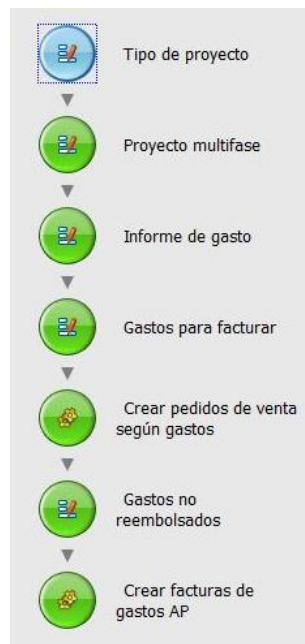 Tipo de proyecto
Proyecto multifase
Informe de gasto
Gastos para facturar
Crear pedidos de venta
según gastos
Gastos no
reembolsados
Crear facturas de
gastos AP